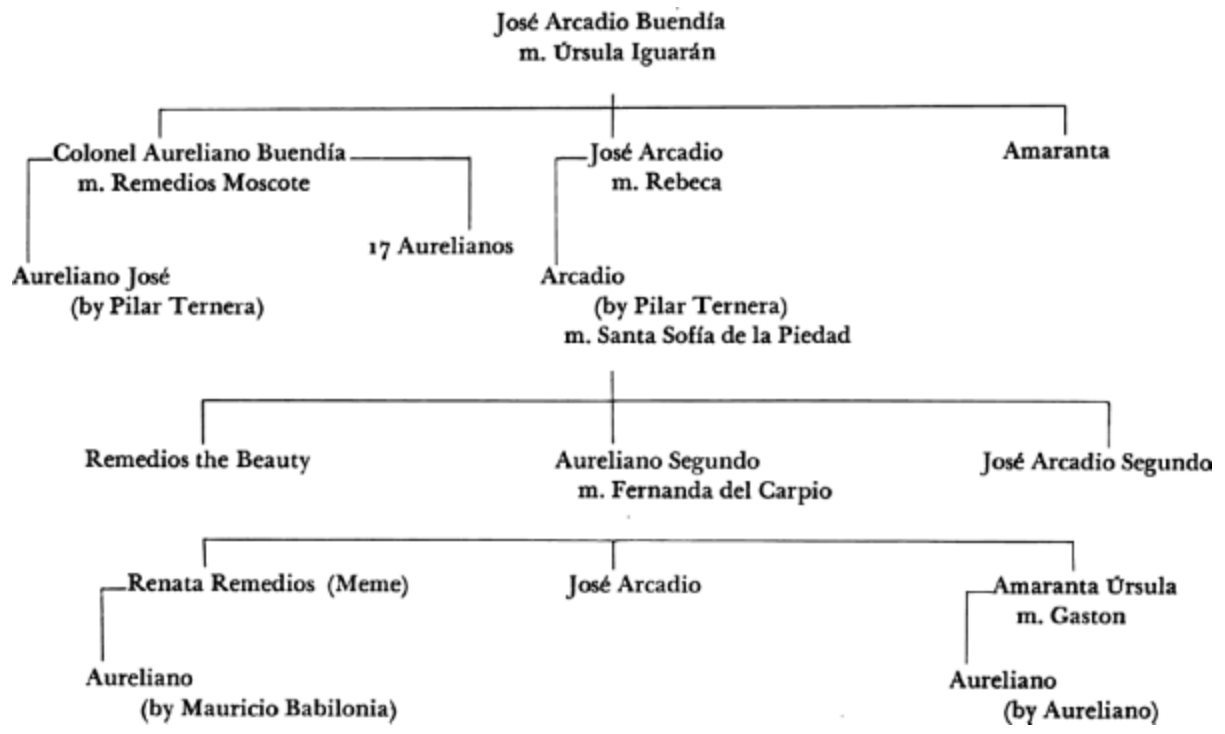 José Arcadio Buendía
m. Úrsula Iguarán
Colonel Aureliano Buendía
m. Remedios Moscote
José Arcadio
m. Rebeca
Amaranta
17 Aurelianos
Aureliano José
(by Pilar Ternera)
Arcadio
(by Pilar Ternera)
m. Santa Sofía de la Piedad
Remedios the Beauty
Aureliano Segundo
m. Fernanda del Carpio
José Arcadio Segundo
Renata Remedios (Meme)
José Arcadio
Amaranta Úrsula
m. Gaston
Aureliano
(by Mauricio Babilonia)
Aureliano
(by Aureliano)